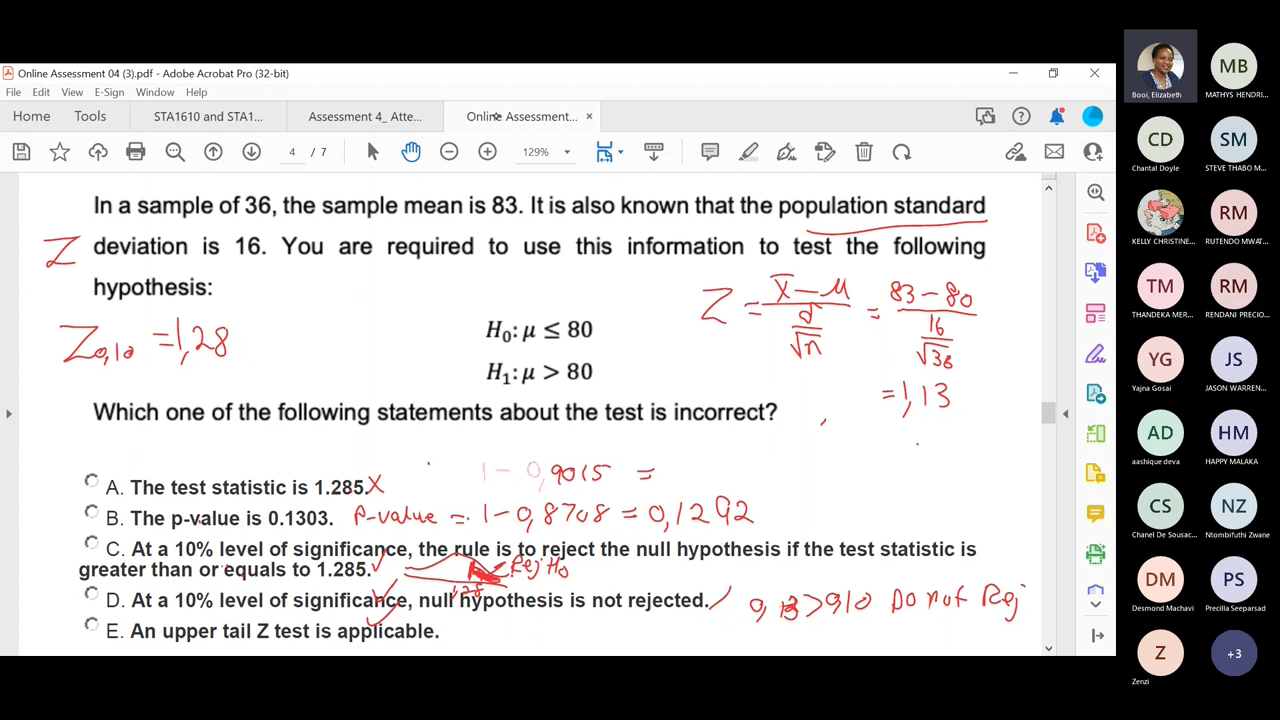 Online Assessment 04 (3).pdf - Adobe Acrobat Pro (32-bit)
File Edit View E-Sign Window Help
Home Tools STA1610 and STA1... Assessment 4_ Atte... Online Assessment... ×
4 / 7 129%
In a sample of 36, the sample mean is 83. It is also known that the population standard
Z deviation is 16. You are required to use this information to test the following
hypothesis:
Z = x̄ − μ / σ/√n = 83 − 80 / 16/√36
= 1,13
Z0,10 = 1,28
H₀: μ ≤ 80
H₁: μ > 80
Which one of the following statements about the test is incorrect?
1 − 0,9015 =
A. The test statistic is 1.285. X
B. The p-value is 0.1303. P-value = 1 − 0,8708 = 0,1292
C. At a 10% level of significance, the rule is to reject the null hypothesis if the test statistic is
greater than or equals to 1.285. ✓
Rej H₀
1,28
D. At a 10% level of significance, null hypothesis is not rejected. ✓
0,13 > 0,10 Do not Rej
E. An upper tail Z test is applicable. ✓
Booi, Elizabeth
MB
MATHYS HENDRI...
CD
Chantal Doyle
SM
STEVE THABO M...
KELLY CHRISTINE...
RM
RUTENDO MWAT...
TM
THANDEKA MER...
RM
RENDANI PRECIO...
YG
Yajna Gosai
JS
JASON WARREN...
AD
aashique deva
HM
HAPPY MALAKA
CS
Chanel De Sousac...
NZ
Ntombifuthi Zwane
DM
Desmond Machavi
PS
Precilla Seeparsad
Z
Zenzi
+3